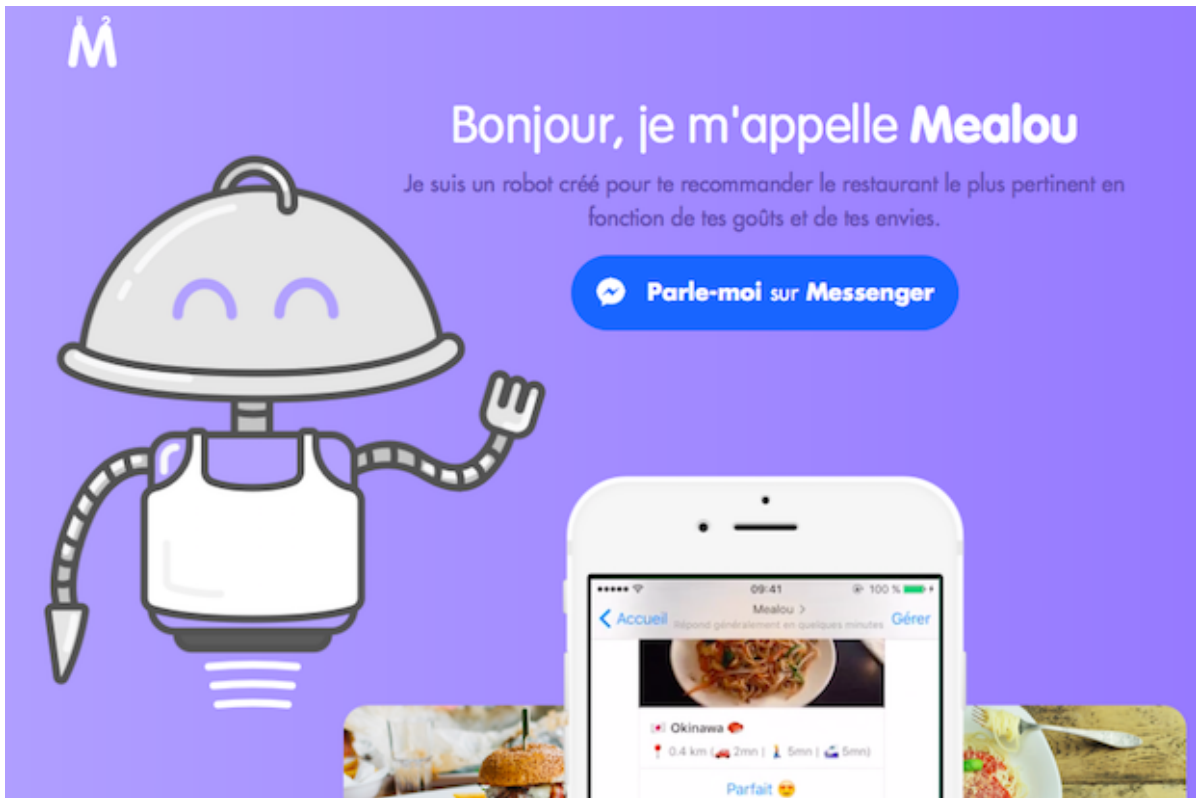 M
Bonjour, je m'appelle Mealou
Je suis un robot créé pour te recommander le restaurant le plus pertinent en
fonction de tes goûts et de tes envies.
Parle-moi sur Messenger
09:41
100 %
Accueil
Mealou >
Répond généralement en quelques minutes
Gérer
Okinawa
0.4 km (🚗 2mn | 🚶 5mn | 🚅 5mn)
Parfait 😍